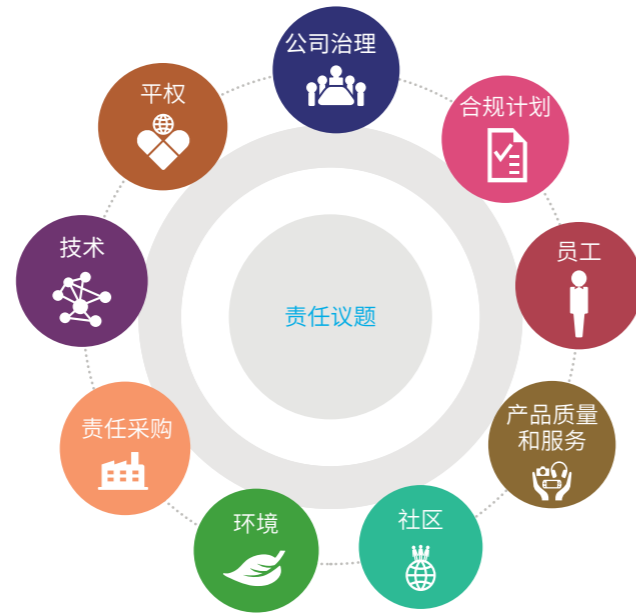 公司治理
合规计划
员工
产品质量
和服务
社区
环境
责任采购
技术
平权
责任议题